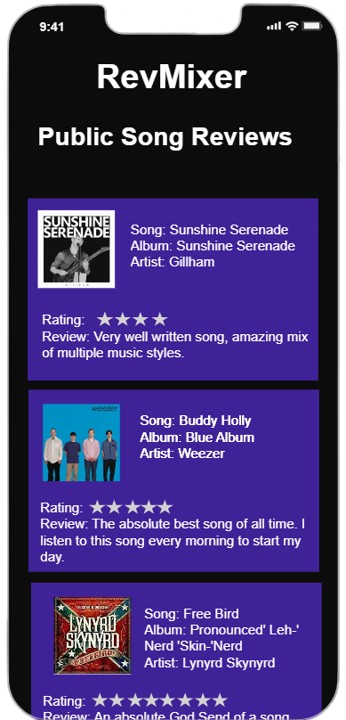 9:41
RevMixer
Public Song Reviews
SUNSHINE
SERENADE
Song: Sunshine Serenade
Album: Sunshine Serenade
Artist: Gillham
Rating: ★★★★
Review: Very well written song, amazing mix
of multiple music styles.
weezer
Song: Buddy Holly
Album: Blue Album
Artist: Weezer
Rating: ★★★★★
Review: The absolute best song of all time. I
listen to this song every morning to start my
day.
LYNYRD
SKYNYRD
Song: Free Bird
Album: Pronounced' Leh-'
Nerd 'Skin-'Nerd
Artist: Lynyrd Skynyrd
Rating: ★★★★★★★★
Review: An absolute God Send of a song